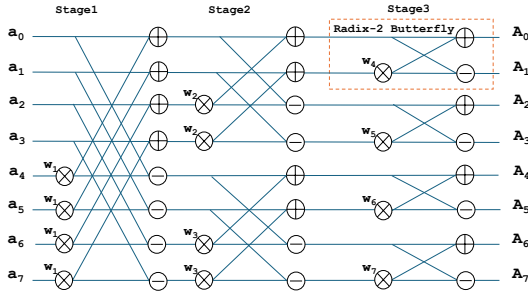 Stage1 Stage2 Stage3
Radix-2 Butterfly
a0 A0
a1 w4 A1
a2 w2 A2
a3 w2 w5 A3
a4 w1 A4
a5 w1 w6 A5
a6 w1 w3 A6
a7 w1 w3 w7 A7